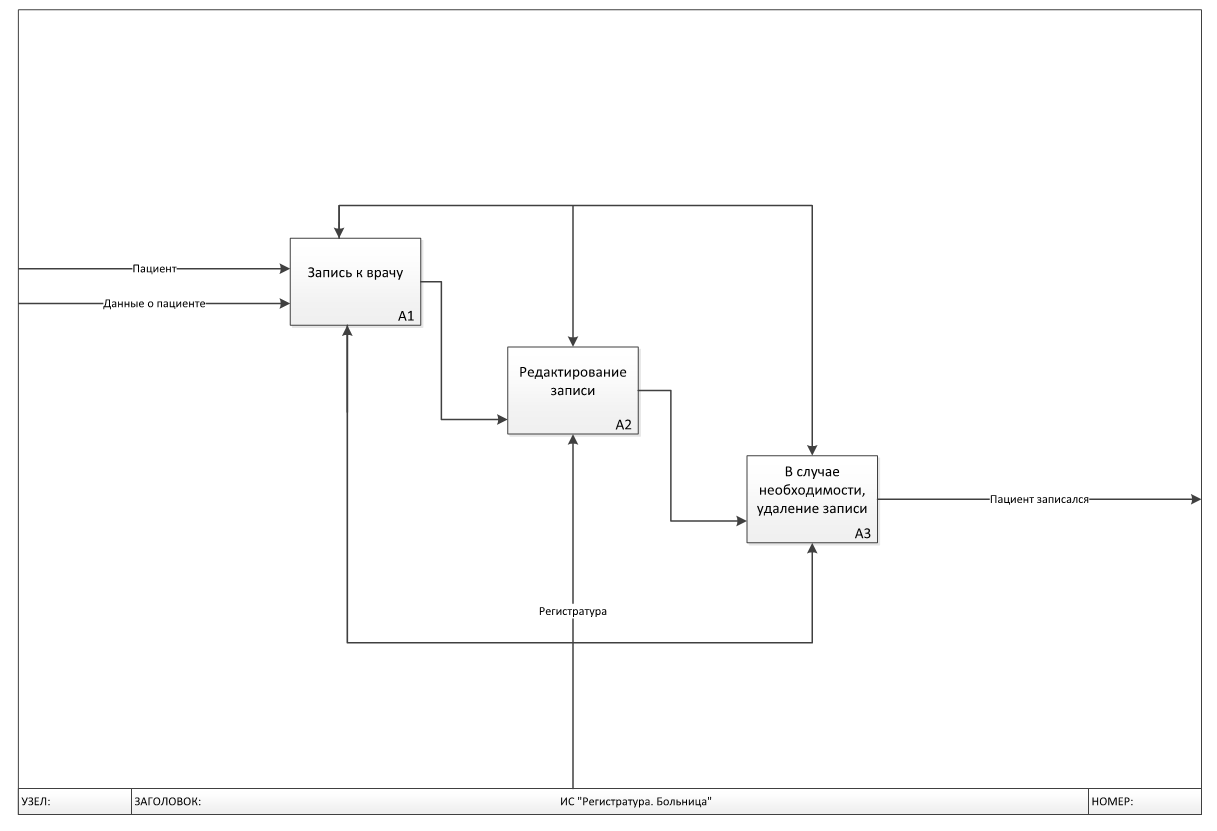 Запись к врачу
A1
Пациент
Данные о пациенте
Редактирование
записи
A2
В случае
необходимости,
удаление записи
A3
Пациент записался
Регистратура
УЗЕЛ:
ЗАГОЛОВОК:
ИС "Регистратура. Больница"
НОМЕР: